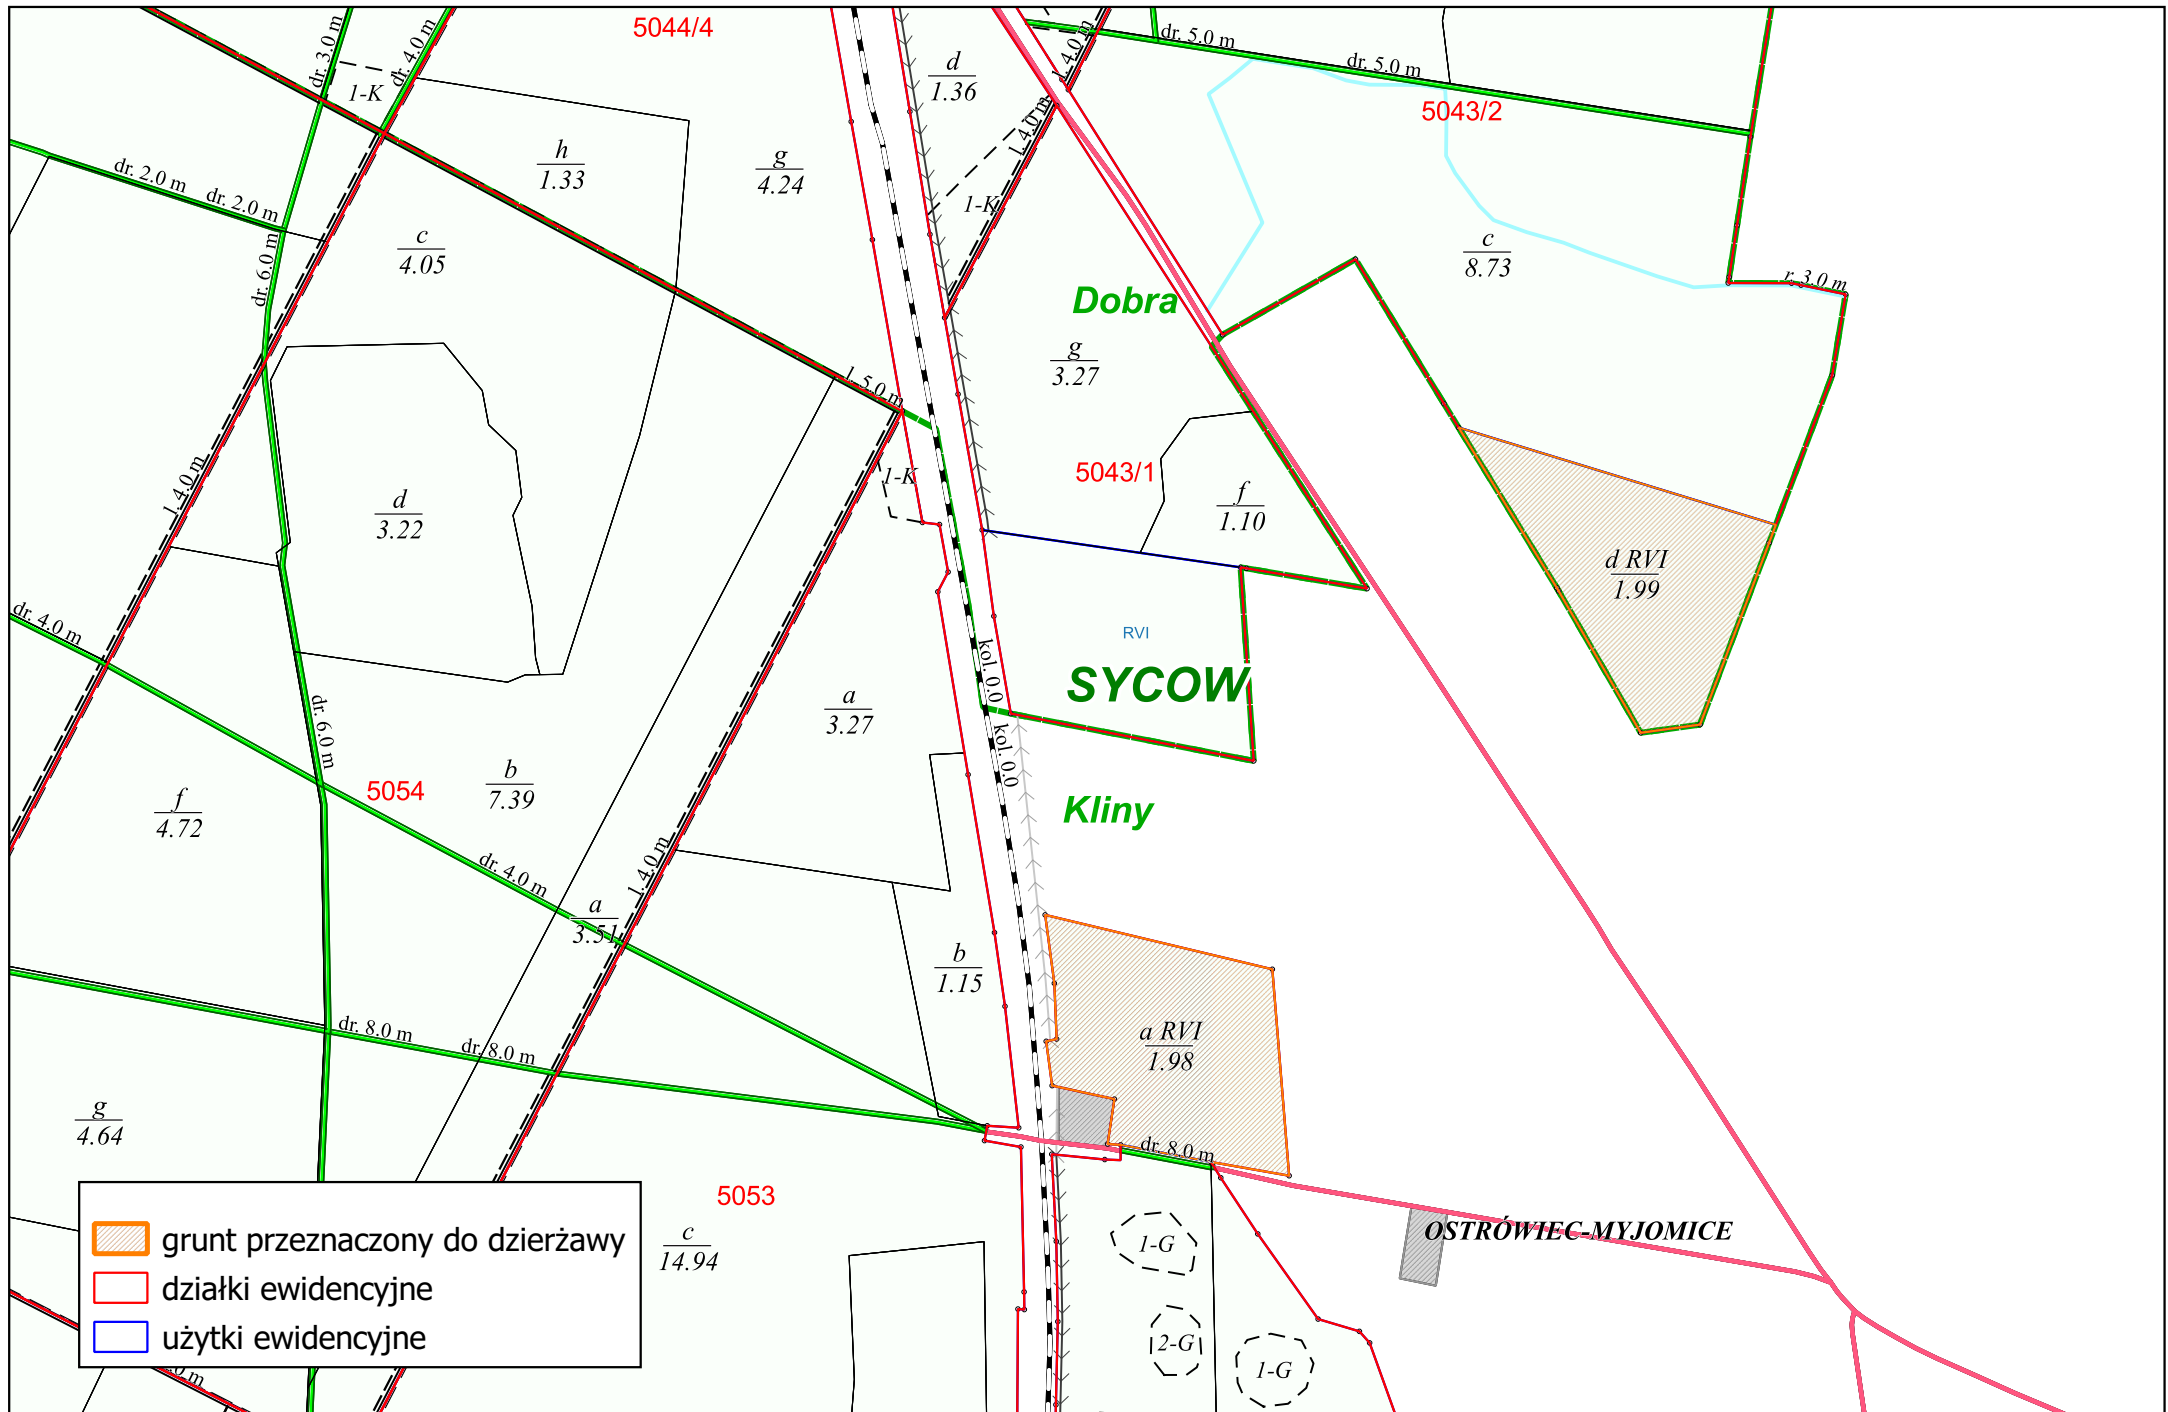 5044/4
dr. 3.0 m
dr. 4.0 m
1-K
d
1.36
l. 4.0 m
dr. 5.0 m
dr. 5.0 m
5043/2
h
1.33
g
4.24
l. 4.0 m
1-K
dr. 2.0 m
dr. 2.0 m
c
4.05
dr. 6.0 m
c
8.73
r. 3.0 m
Dobra
g
3.27
l. 5.0 m
1-K
5043/1
l. 4.0 m
d
3.22
f
1.10
d RVI
1.99
dr. 4.0 m
RVI
SYCOW
kol. 0.0
kol. 0.0
a
3.27
dr. 6.0 m
5054
b
7.39
f
4.72
Kliny
dr. 4.0 m
l. 4.0 m
a
3.51
b
1.15
dr. 8.0 m
dr. 8.0 m
a RVI
1.98
g
4.64
dr. 8.0 m
5053
c
14.94
1-G
OSTRÓWIEC-MYJOMICE
2-G
1-G
grunt przeznaczony do dzierżawy
działki ewidencyjne
użytki ewidencyjne